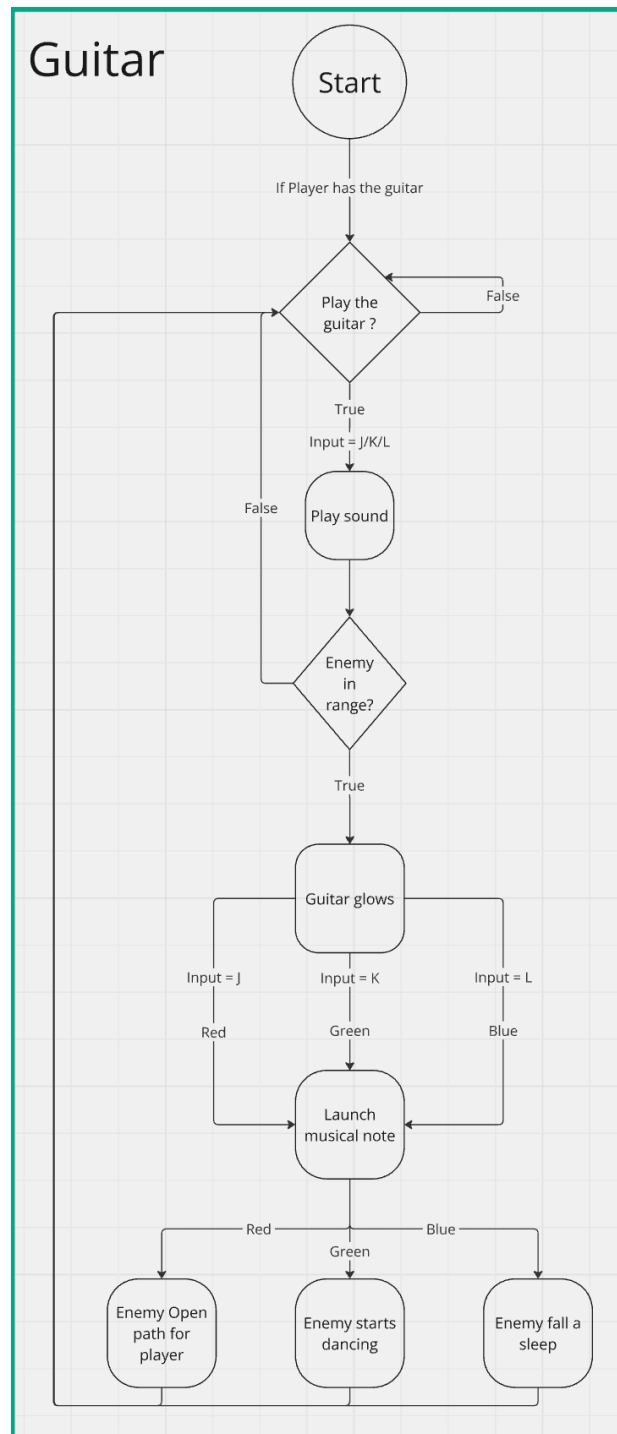 Guitar
Start
If Player has the guitar
Play the
guitar ?
False
True
Input = J/K/L
Play sound
False
Enemy
in
range?
True
Guitar glows
Input = J
Input = K
Input = L
Red
Green
Blue
Launch
musical note
Red
Blue
Green
Enemy Open
path for
player
Enemy starts
dancing
Enemy fall a
sleep